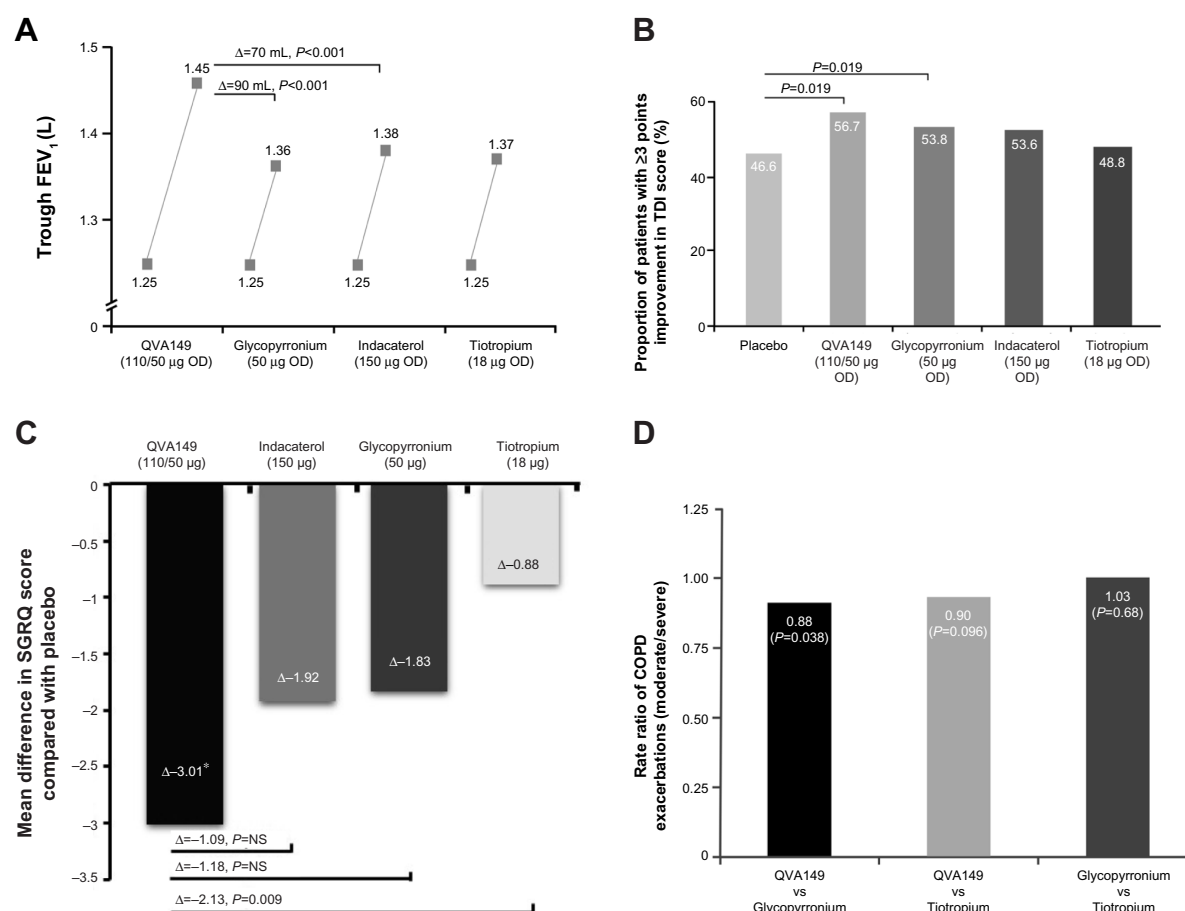 A
Trough FEV1 (L)
1.5
1.4
1.3
0
Δ=70 mL, P<0.001
Δ=90 mL, P<0.001
1.45
1.36
1.38
1.37
1.25
1.25
1.25
1.25
QVA149
(110/50 µg OD)
Glycopyrronium
(50 µg OD)
Indacaterol
(150 µg OD)
Tiotropium
(18 µg OD)
B
Proportion of patients with ≥3 points
improvement in TDI score (%)
60
40
20
0
P=0.019
P=0.019
46.6
56.7
53.8
53.6
48.8
Placebo
QVA149
(110/50 µg
OD)
Glycopyrronium
(50 µg
OD)
Indacaterol
(150 µg
OD)
Tiotropium
(18 µg OD)
C
QVA149
(110/50 µg)
Indacaterol
(150 µg)
Glycopyrronium
(50 µg)
Tiotropium
(18 µg)
Mean difference in SGRQ score
compared with placebo
0
–0.5
–1
–1.5
–2
–2.5
–3
–3.5
Δ–3.01*
Δ–1.92
Δ–1.83
Δ–0.88
Δ=–1.09, P=NS
Δ=–1.18, P=NS
Δ=–2.13, P=0.009
D
Rate ratio of COPD
exacerbations (moderate/severe)
1.25
1.00
0.75
0.50
0.25
0
0.88
(P=0.038)
0.90
(P=0.096)
1.03
(P=0.68)
QVA149
vs
Glycopyrronium
QVA149
vs
Tiotropium
Glycopyrronium
vs
Tiotropium